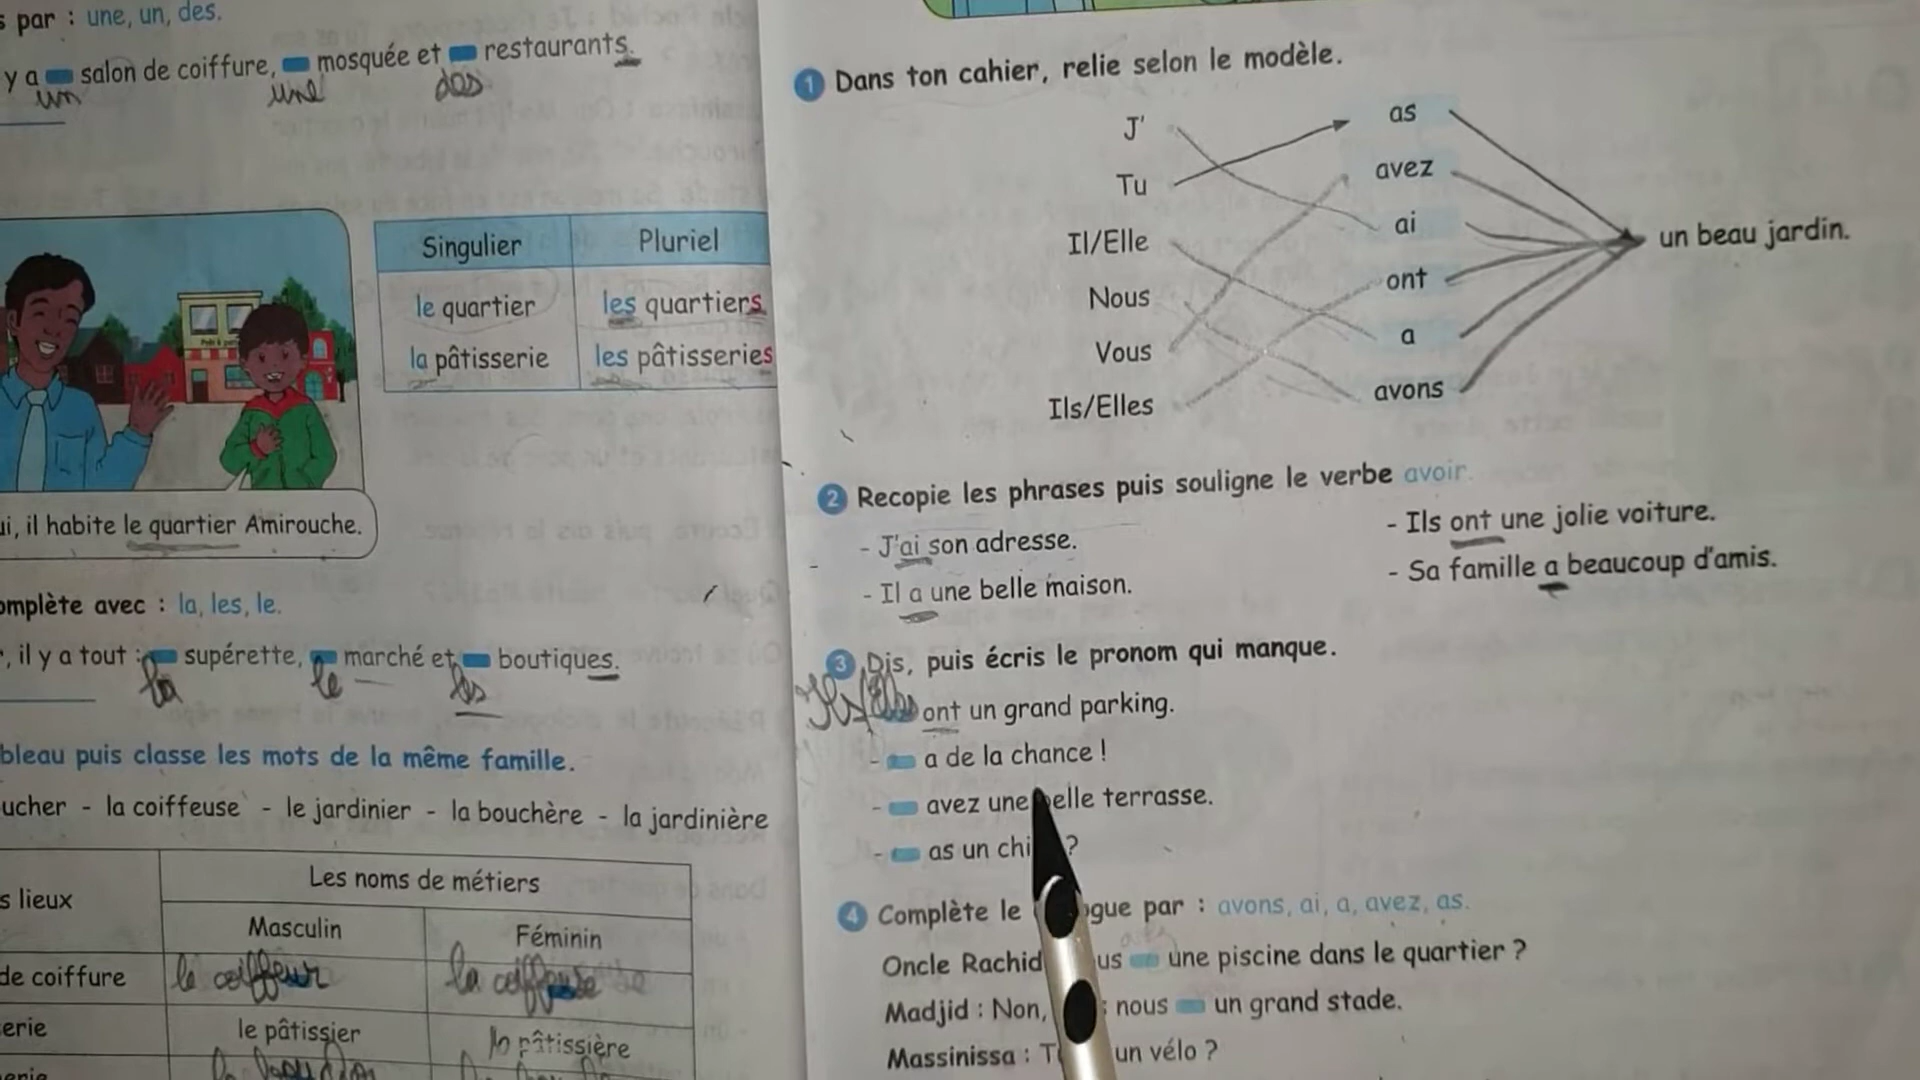 par : une, un, des.
y a salon de coiffure, mosquée et restaurants.
un une des
Singulier Pluriel
le quartier les quartiers
la pâtisserie les pâtisseries
il habite le quartier Amirouche.
omplète avec : la, les, le.
, il y a tout : supérette, marché et boutiques.
la le les
bleau puis classe les mots de la même famille.
ucher - la coiffeuse - le jardinier - la bouchère - la jardinière
s lieux Les noms de métiers
Masculin Féminin
de coiffure le coiffeur la coiffeuse
erie le pâtissier la pâtissière
1 Dans ton cahier, relie selon le modèle.
J' as
Tu avez
Il/Elle ai un beau jardin.
Nous ont
Vous a
Ils/Elles avons
2 Recopie les phrases puis souligne le verbe avoir.
- J'ai son adresse. - Ils ont une jolie voiture.
- Il a une belle maison. - Sa famille a beaucoup d'amis.
3 Dis, puis écris le pronom qui manque.
Ils/Elles ont un grand parking.
- a de la chance !
- avez une elle terrasse.
- as un chi ?
4 Complète le ogue par : avons, ai, a, avez, as.
Oncle Rachid us une piscine dans le quartier ?
Madjid : Non, : nous un grand stade.
Massinissa : T un vélo ?